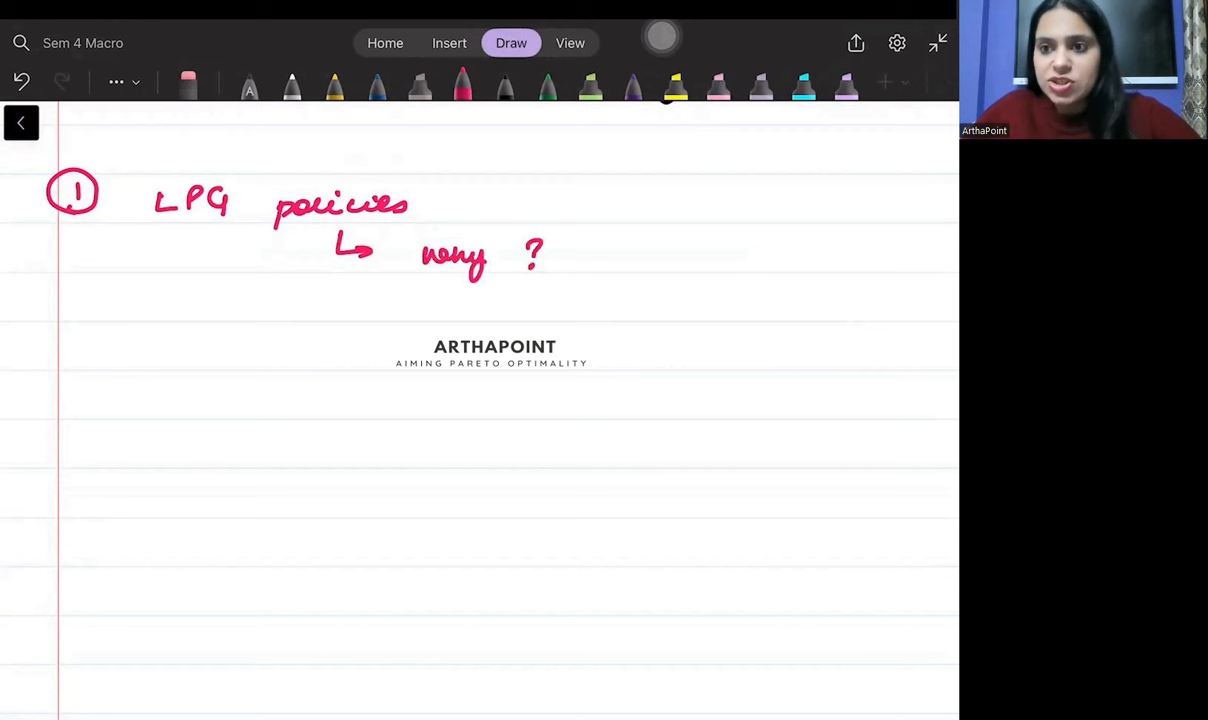 Sem 4 Macro
Home Insert Draw View
A
ArthaPoint
1 LPG policies
↳ why ?
ARTHAPOINT
AIMING PARETO OPTIMALITY